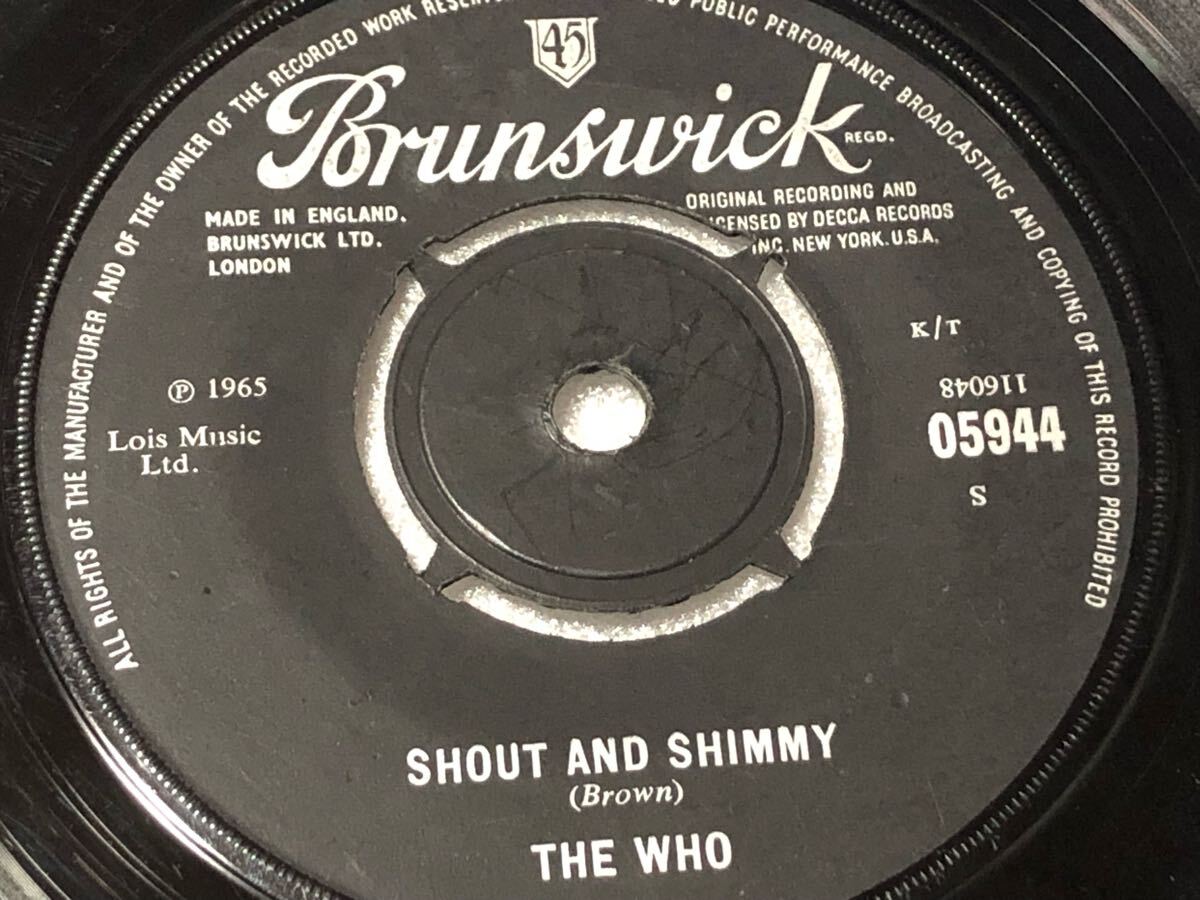 ALL RIGHTS OF THE MANUFACTURER AND OF THE OWNER OF THE RECORDED WORK PUBLIC PERFORMANCE BROADCASTING AND COPYING OF THIS RECORD PROHIBITED
45
Brunswick
REGD.
MADE IN ENGLAND.
BRUNSWICK LTD.
LONDON
ORIGINAL RECORDING AND
BY DECCA RECORDS
INC. NEW YORK. U.S.A.
K/T
℗ 1965
Lois Music
Ltd.
116048
05944
S
SHOUT AND SHIMMY
(Brown)
THE WHO